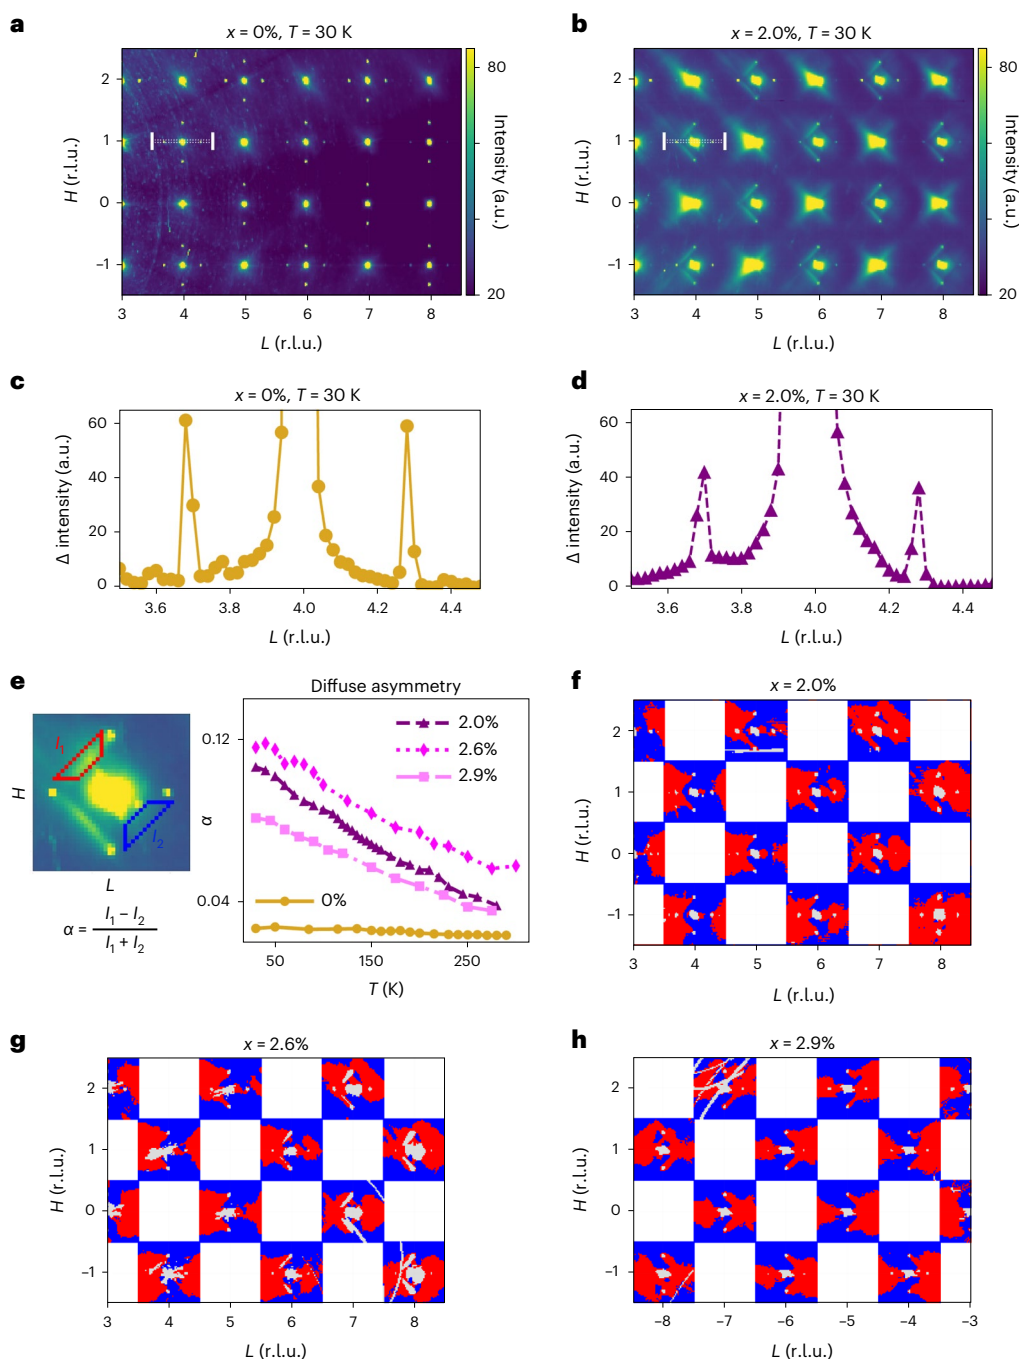 a
x = 0%, T = 30 K
2
1
0
−1
H (r.l.u.)
3 4 5 6 7 8
L (r.l.u.)
80
20
Intensity (a.u.)
b
x = 2.0%, T = 30 K
2
1
0
−1
H (r.l.u.)
3 4 5 6 7 8
L (r.l.u.)
80
20
Intensity (a.u.)
c
x = 0%, T = 30 K
60
40
20
0
Δ intensity (a.u.)
3.6 3.8 4.0 4.2 4.4
L (r.l.u.)
d
x = 2.0%, T = 30 K
60
40
20
0
Δ intensity (a.u.)
3.6 3.8 4.0 4.2 4.4
L (r.l.u.)
e
H
I1
I2
L
α = (I1 − I2) / (I1 + I2)
Diffuse asymmetry
0.12
0.04
α
2.0%
2.6%
2.9%
0%
50 150 250
T (K)
f
x = 2.0%
2
1
0
−1
H (r.l.u.)
3 4 5 6 7 8
L (r.l.u.)
g
x = 2.6%
2
1
0
−1
H (r.l.u.)
3 4 5 6 7 8
L (r.l.u.)
h
x = 2.9%
2
1
0
−1
H (r.l.u.)
−8 −7 −6 −5 −4 −3
L (r.l.u.)